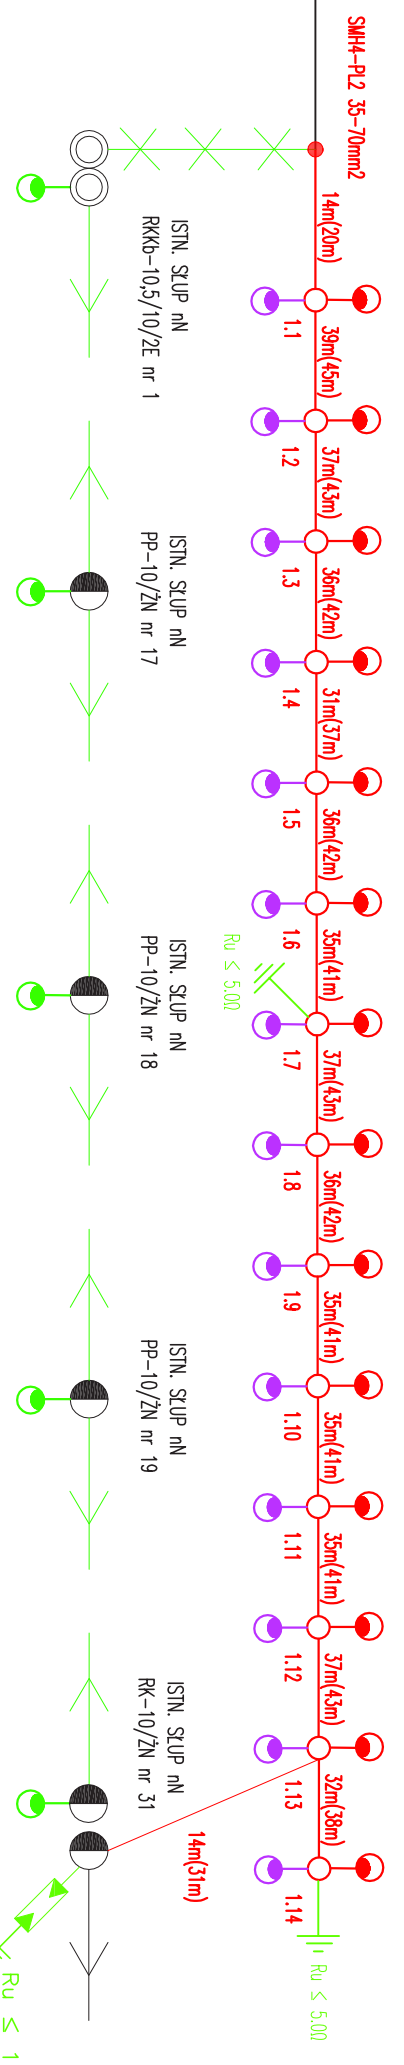 SMH4-PL2 35-70mm2
14m(20m)
1.1
39m(45m)
1.2
37m(43m)
1.3
36m(42m)
1.4
31m(37m)
1.5
36m(42m)
1.6
35m(41m)
Ru ≤ 5.0Ω
1.7
37m(43m)
1.8
36m(42m)
1.9
35m(41m)
1.10
35m(41m)
1.11
35m(41m)
1.12
37m(43m)
1.13
32m(38m)
1.14
Ru ≤ 5.0Ω
14m(31m)
ISTN. SŁUP nN
RKKb-10,5/10/2E nr 1
ISTN. SŁUP nN
PP-10/ŻN nr 17
ISTN. SŁUP nN
PP-10/ŻN nr 18
ISTN. SŁUP nN
PP-10/ŻN nr 19
ISTN. SŁUP nN
RK-10/ŻN nr 31
Ru ≤ 1